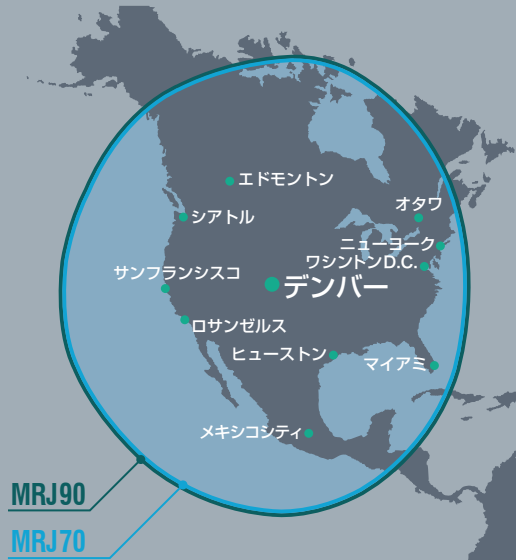 エドモントン
オタワ
シアトル
ニューヨーク
ワシントンD.C.
サンフランシスコ
デンバー
ロサンゼルス
ヒューストン
マイアミ
メキシコシティ
MRJ90
MRJ70